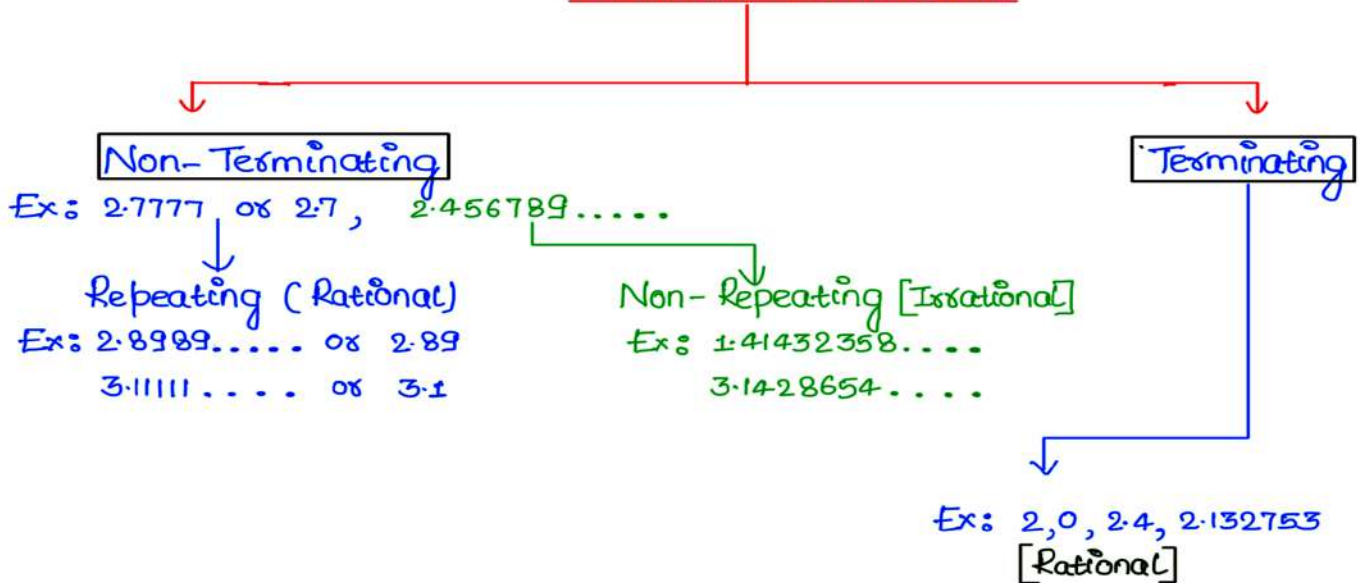 Non-Terminating
Terminating
Ex: 2.7777 or 2.7, 2.456789.....
Repeating (Rational)
Non-Repeating [Irrational]
Ex: 2.8989..... or 2.89
Ex: 1.41432358....
3.11111.... or 3.1
3.1428654....
Ex: 2,0, 2.4, 2.132753
[Rational]